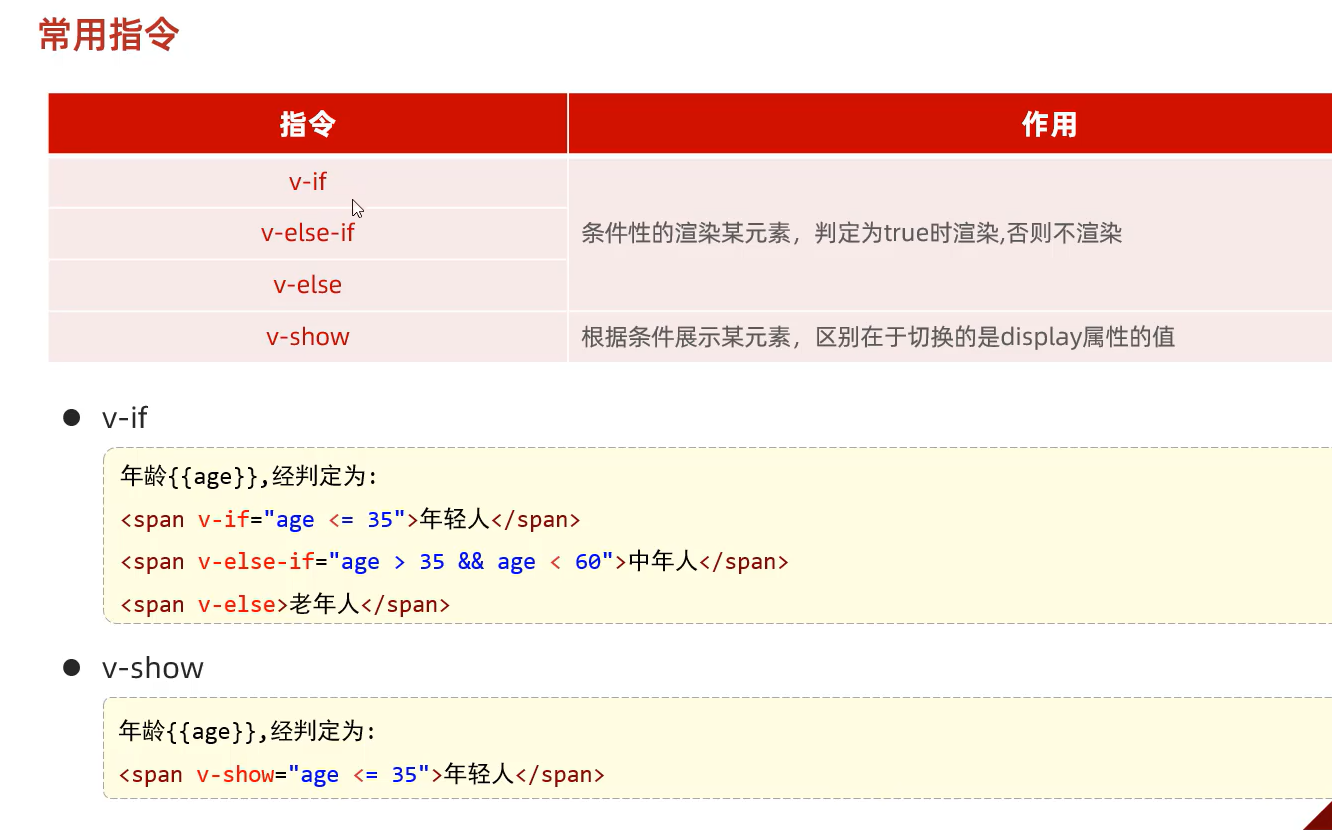 常用指令
指令 作用
v-if
v-else-if 条件性的渲染某元素，判定为true时渲染,否则不渲染
v-else
v-show 根据条件展示某元素，区别在于切换的是display属性的值
v-if
年龄{{age}},经判定为:
<span v-if="age <= 35">年轻人</span>
<span v-else-if="age > 35 && age < 60">中年人</span>
<span v-else>老年人</span>
v-show
年龄{{age}},经判定为:
<span v-show="age <= 35">年轻人</span>